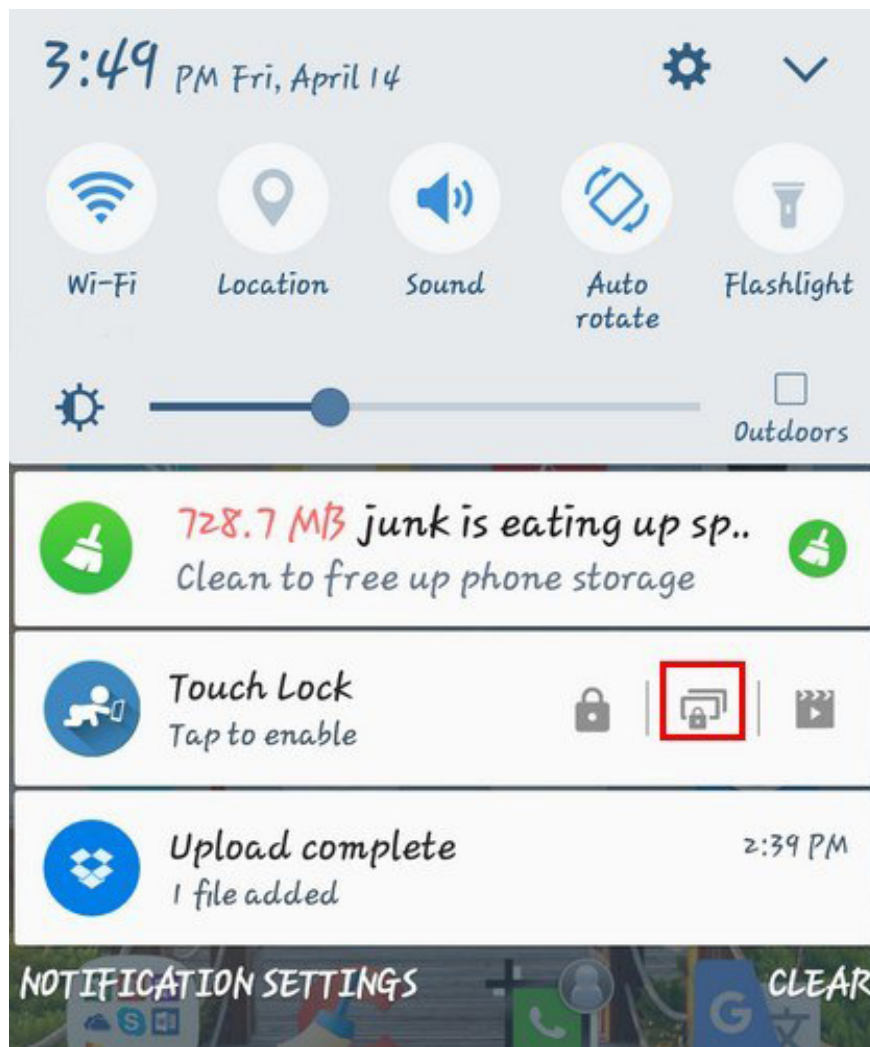 3:49 PM Fri, April 14
Wi-Fi
Location
Sound
Auto
rotate
Flashlight
Outdoors
728.7 MB junk is eating up sp..
Clean to free up phone storage
Touch Lock
Tap to enable
Upload complete
2:39 PM
1 file added
NOTIFICATION SETTINGS
CLEAR